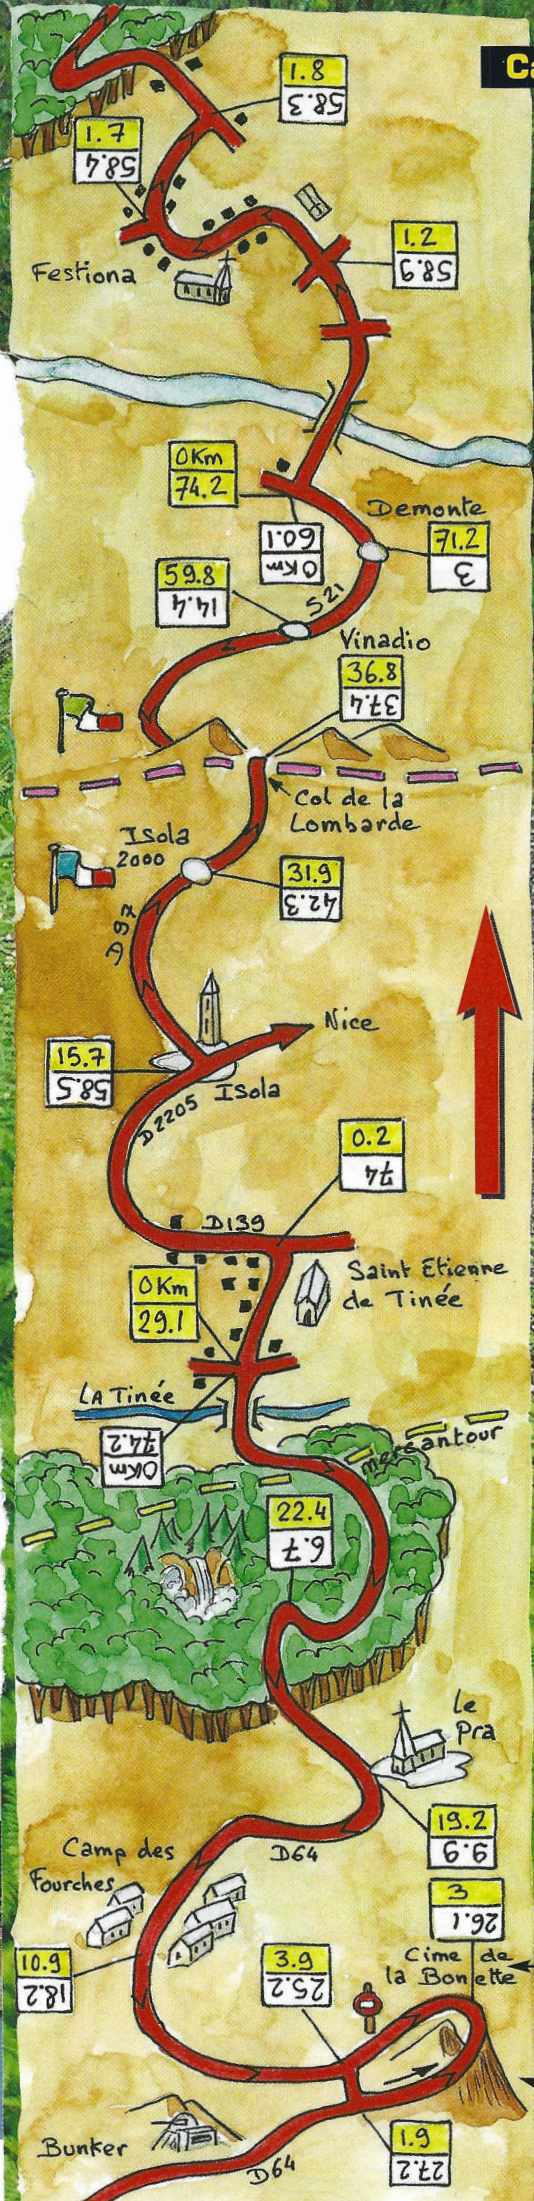 Ca
1.8
58.3
1.7
58.4
Festiona
1.2
58.9
0Km
74.2
60.1
0Km
Demonte
71.2
3
59.8
14.4
S21
Vinadio
36.8
37.4
Col de la
Lombarde
Isola
2000
31.9
42.3
D97
Nice
15.7
58.5
Isola
D2205
0.2
74
D139
Saint Etienne
de Tinée
0Km
29.1
LA Tinée
74.2
0Km
mercantour
22.4
6.7
Le
Pra
19.2
9.9
D64
Camp des
Fourches
3
26.1
10.9
18.2
3.9
25.2
Cime de
la Bonette
Bunker
1.9
27.2
D64